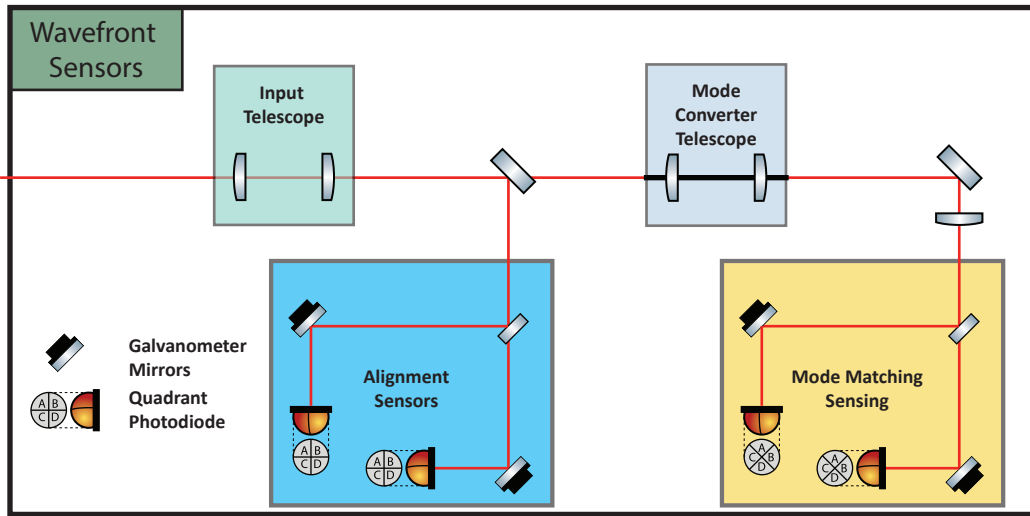 Wavefront
Sensors
Input
Telescope
Mode
Converter
Telescope
Galvanometer
Mirrors
A B
C D
Quadrant
Photodiode
Alignment
Sensors
A B
C D
A B
C D
Mode Matching
Sensing
A
C B
D
A
C B
D